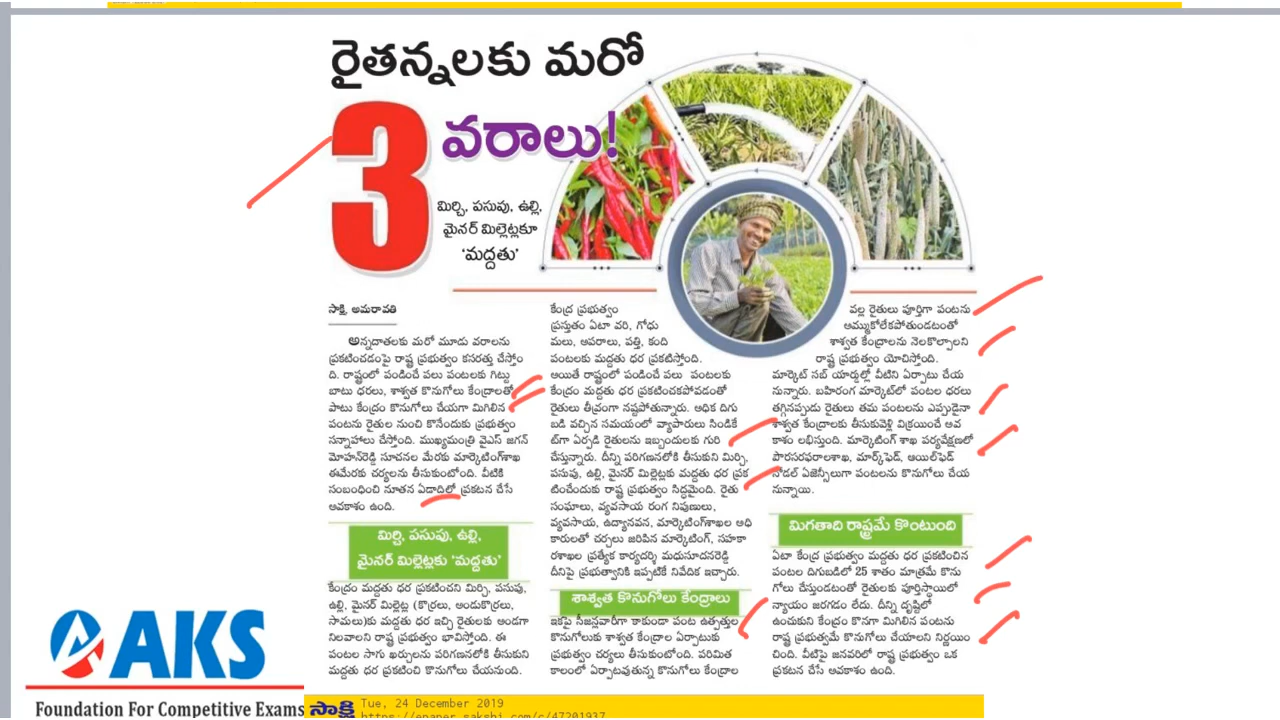 రైతన్నలకు మరో
3 వరాలు!
మిర్చి, పసుపు, ఉల్లి,
మైనర్ మిల్లెట్లకూ
'మద్దతు'
సాక్షి, అమరావతి
అన్నదాతలకు మరో మూడు వరాలను
ప్రకటించడంపై రాష్ట్ర ప్రభుత్వం కసరత్తు చేస్తోం
ది. రాష్ట్రంలో పండించే పలు పంటలకు గిట్టు
బాటు ధరలు, శాశ్వత కొనుగోలు కేంద్రాలతో
పాటు కేంద్రం కొనుగోలు చేయగా మిగిలిన
పంటను రైతుల నుంచి కొనేందుకు ప్రభుత్వం
సన్నాహాలు చేస్తోంది. ముఖ్యమంత్రి వైఎస్ జగన్
మోహన్‌రెడ్డి సూచనల మేరకు మార్కెటింగ్‌శాఖ
ఈమేరకు చర్యలను తీసుకుంటోంది. వీటికి
సంబంధించి నూతన ఏడాదిలో ప్రకటన చేసే
అవకాశం ఉంది.
మిర్చి, పసుపు, ఉల్లి,
మైనర్ మిల్లెట్లకు 'మద్దతు'
కేంద్రం మద్దతు ధర ప్రకటించని మిర్చి, పసుపు,
ఉల్లి, మైనర్ మిల్లెట్ల (కొర్రలు, అండుకొర్రలు,
సామలు)కు మద్దతు ధర ఇచ్చి రైతులకు అండగా
నిలవాలని రాష్ట్ర ప్రభుత్వం భావిస్తోంది. ఈ
పంటల సాగు ఖర్చులను పరిగణనలోకి తీసుకుని
మద్దతు ధర ప్రకటించి కొనుగోలు చేయనుంది.
కేంద్ర ప్రభుత్వం
ప్రస్తుతం ఏటా వరి, గోధు
మలు, అపరాలు, పత్తి, కంది
పంటలకు మద్దతు ధర ప్రకటిస్తోంది.
అయితే రాష్ట్రంలో పండించే పలు పంటలకు
కేంద్రం మద్దతు ధర ప్రకటించకపోవడంతో
రైతులు తీవ్రంగా నష్టపోతున్నారు. అధిక దిగు
బడి వచ్చిన సమయంలో వ్యాపారులు సిండికే
ట్‌గా ఏర్పడి రైతులను ఇబ్బందులకు గురి
చేస్తున్నారు. దీన్ని పరిగణనలోకి తీసుకుని మిర్చి,
పసుపు, ఉల్లి, మైనర్ మిల్లెట్లకు మద్దతు ధర ప్రక
టించేందుకు రాష్ట్ర ప్రభుత్వం సిద్ధమైంది. రైతు
సంఘాలు, వ్యవసాయ రంగ నిపుణులు,
వ్యవసాయ, ఉద్యానవన, మార్కెటింగ్‌శాఖల అధి
కారులతో చర్చలు జరిపిన మార్కెటింగ్, సహకా
రశాఖల ప్రత్యేక కార్యదర్శి మధుసూదనరెడ్డి
దీనిపై ప్రభుత్వానికి ఇప్పటికే నివేదిక ఇచ్చారు.
శాశ్వత కొనుగోలు కేంద్రాలు
ఇకపై సీజన్లవారీగా కాకుండా పంట ఉత్పత్తుల
కొనుగోలుకు శాశ్వత కేంద్రాల ఏర్పాటుకు
ప్రభుత్వం చర్యలు తీసుకుంటోంది. పరిమిత
కాలంలో ఏర్పాటవుతున్న కొనుగోలు కేంద్రాల
వల్ల రైతులు పూర్తిగా పంటను
అమ్ముకోలేకపోతుండటంతో
శాశ్వత కేంద్రాలను నెలకొల్పాలని
రాష్ట్ర ప్రభుత్వం యోచిస్తోంది.
మార్కెట్ సబ్ యార్డుల్లో వీటిని ఏర్పాటు చేయ
నున్నారు. బహిరంగ మార్కెట్‌లో పంటల ధరలు
తగ్గినప్పుడు రైతులు తమ పంటలను ఎప్పుడైనా
శాశ్వత కేంద్రాలకు తీసుకువెళ్లి విక్రయించే అవ
కాశం లభిస్తుంది. మార్కెటింగ్ శాఖ పర్యవేక్షణలో
పౌరసరఫరాలశాఖ, మార్క్‌ఫెడ్, ఆయిల్‌ఫెడ్
నోడల్ ఏజెన్సీలుగా పంటలను కొనుగోలు చేయ
నున్నాయి.
మిగతాది రాష్ట్రమే కొంటుంది
ఏటా కేంద్ర ప్రభుత్వం మద్దతు ధర ప్రకటించిన
పంటల దిగుబడిలో 25 శాతం మాత్రమే కొను
గోలు చేస్తుండటంతో రైతులకు పూర్తిస్థాయిలో
న్యాయం జరగడం లేదు. దీన్ని దృష్టిలో
ఉంచుకుని కేంద్రం కొనగా మిగిలిన పంటను
రాష్ట్ర ప్రభుత్వమే కొనుగోలు చేయాలని నిర్ణయిం
చింది. వీటిపై జనవరిలో రాష్ట్ర ప్రభుత్వం ఒక
ప్రకటన చేసే అవకాశం ఉంది.
AKS
Foundation For Competitive Exams
సాక్షి Tue, 24 December 2019
https://epaper.sakshi.com/c/47201937